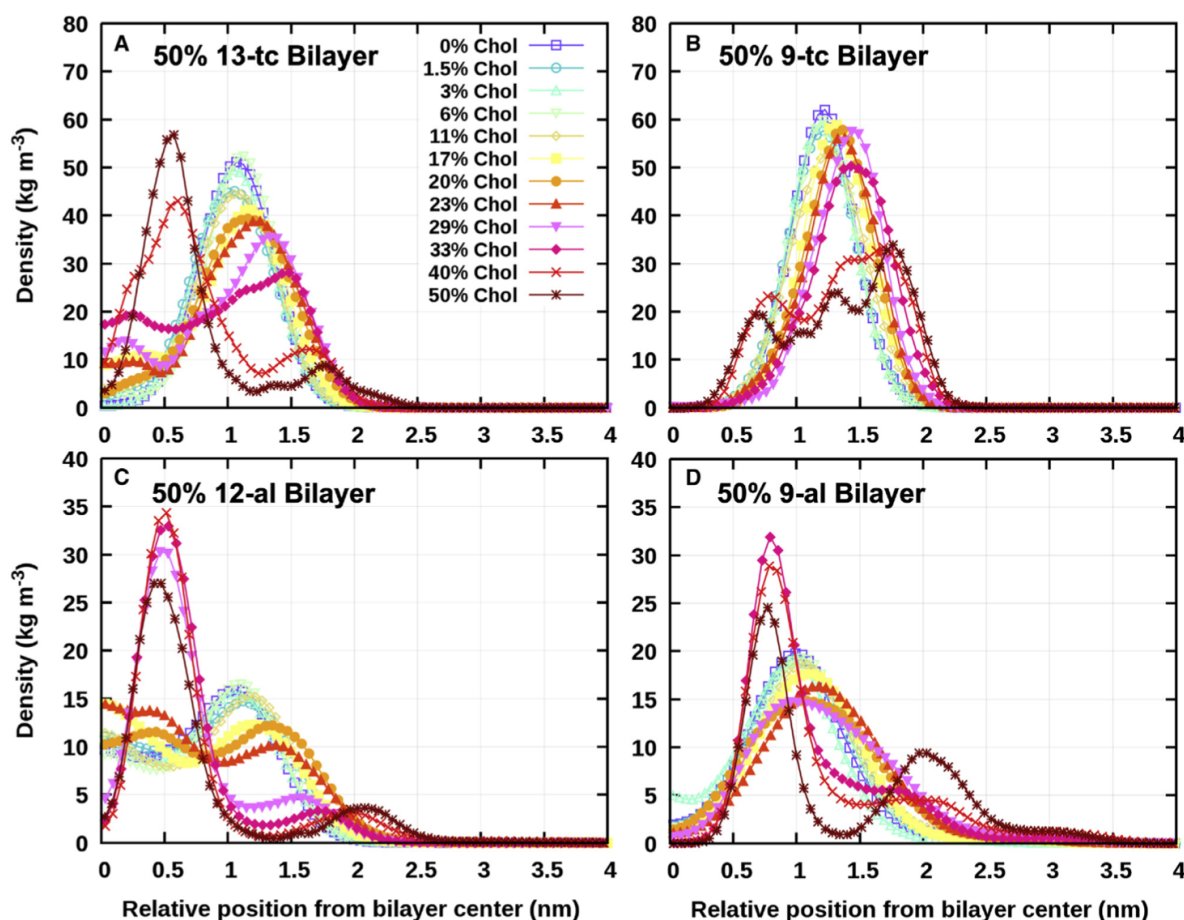 A 50% 13-tc Bilayer
0% Chol
1.5% Chol
3% Chol
6% Chol
11% Chol
17% Chol
20% Chol
23% Chol
29% Chol
33% Chol
40% Chol
50% Chol
Density (kg m-3)
80
70
60
50
40
30
20
10
0
0 0.5 1 1.5 2 2.5 3 3.5 4
B 50% 9-tc Bilayer
80
70
60
50
40
30
20
10
0
0 0.5 1 1.5 2 2.5 3 3.5 4
C 50% 12-al Bilayer
Density (kg m-3)
40
35
30
25
20
15
10
5
0
0 0.5 1 1.5 2 2.5 3 3.5 4
Relative position from bilayer center (nm)
D 50% 9-al Bilayer
40
35
30
25
20
15
10
5
0
0 0.5 1 1.5 2 2.5 3 3.5 4
Relative position from bilayer center (nm)